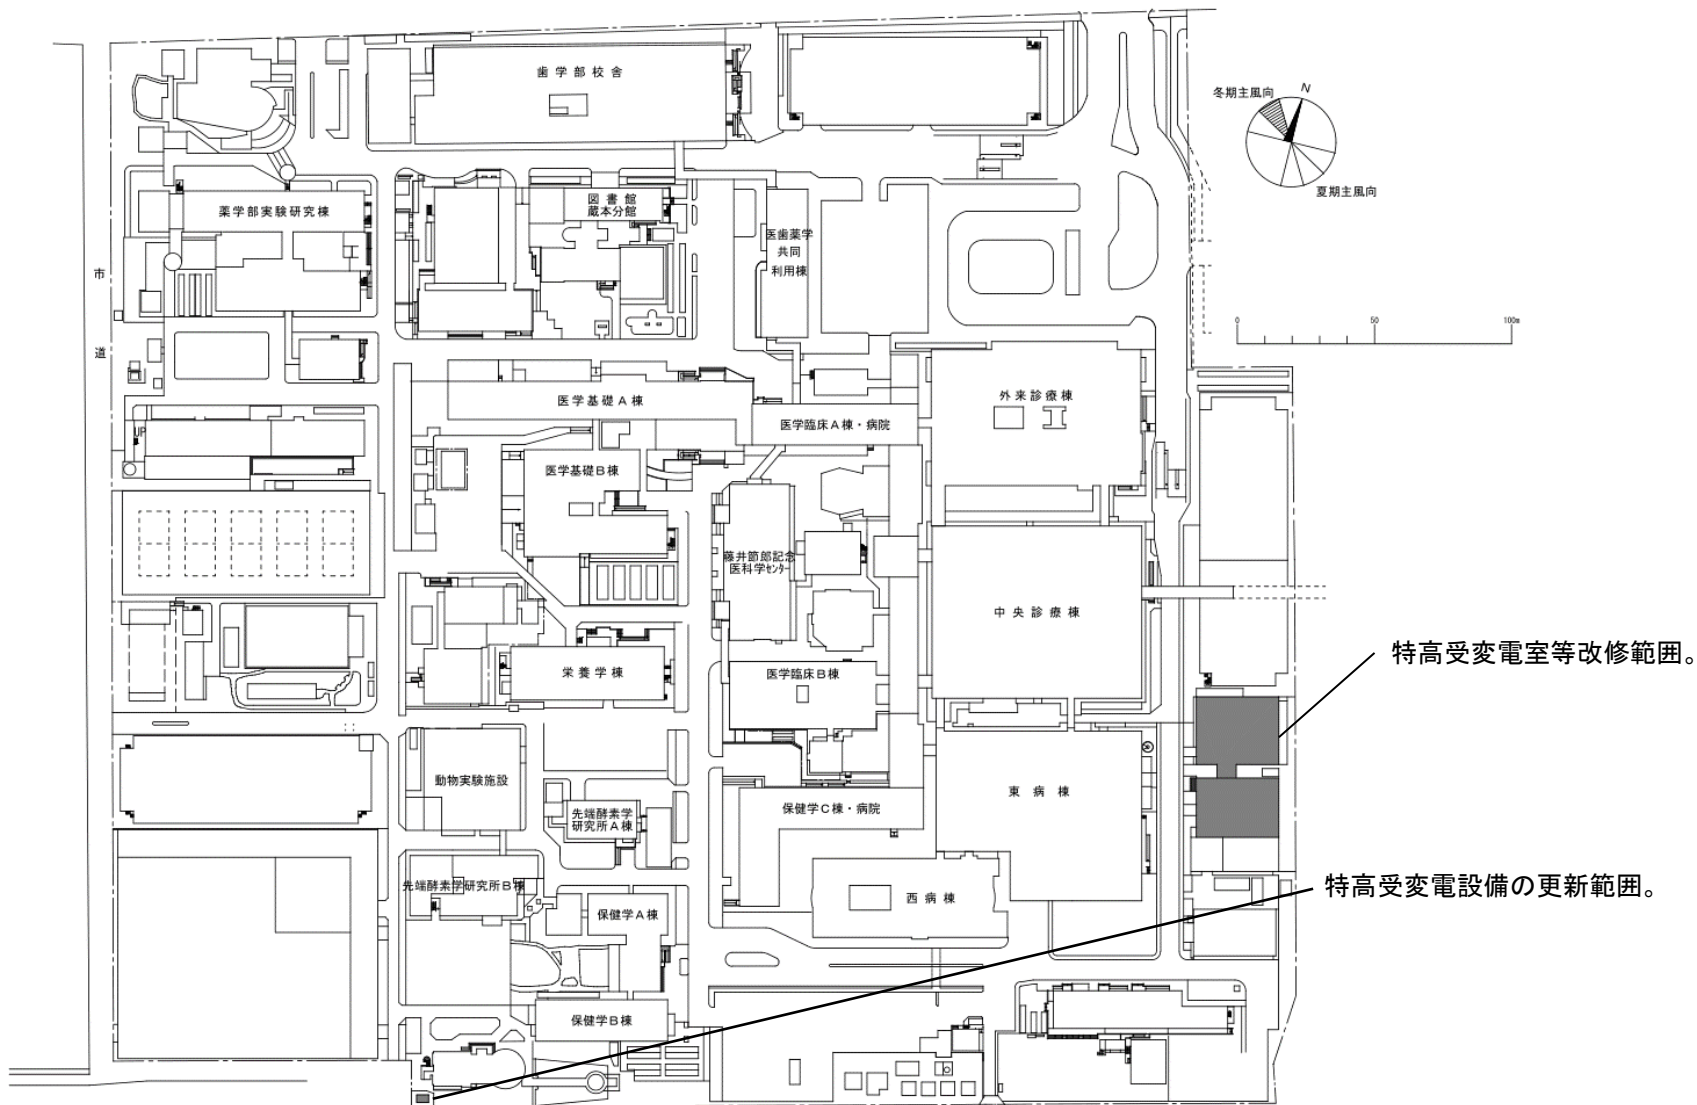 歯学部校舎
冬期主風向
N
夏期主風向
薬学部実験研究棟
図書館
蔵本分館
医歯薬学
共同
利用棟
市道
0
50
100m
医学基礎A棟
医学臨床A棟・病院
外来診療棟
UP
医学基礎B棟
藤井節郎記念
医科学センター
中央診療棟
特高受変電室等改修範囲。
栄養学棟
医学臨床B棟
動物実験施設
先端酵素学
研究所A棟
保健学C棟・病院
東病棟
先端酵素学研究所B棟
保健学A棟
西病棟
特高受変電設備の更新範囲。
保健学B棟